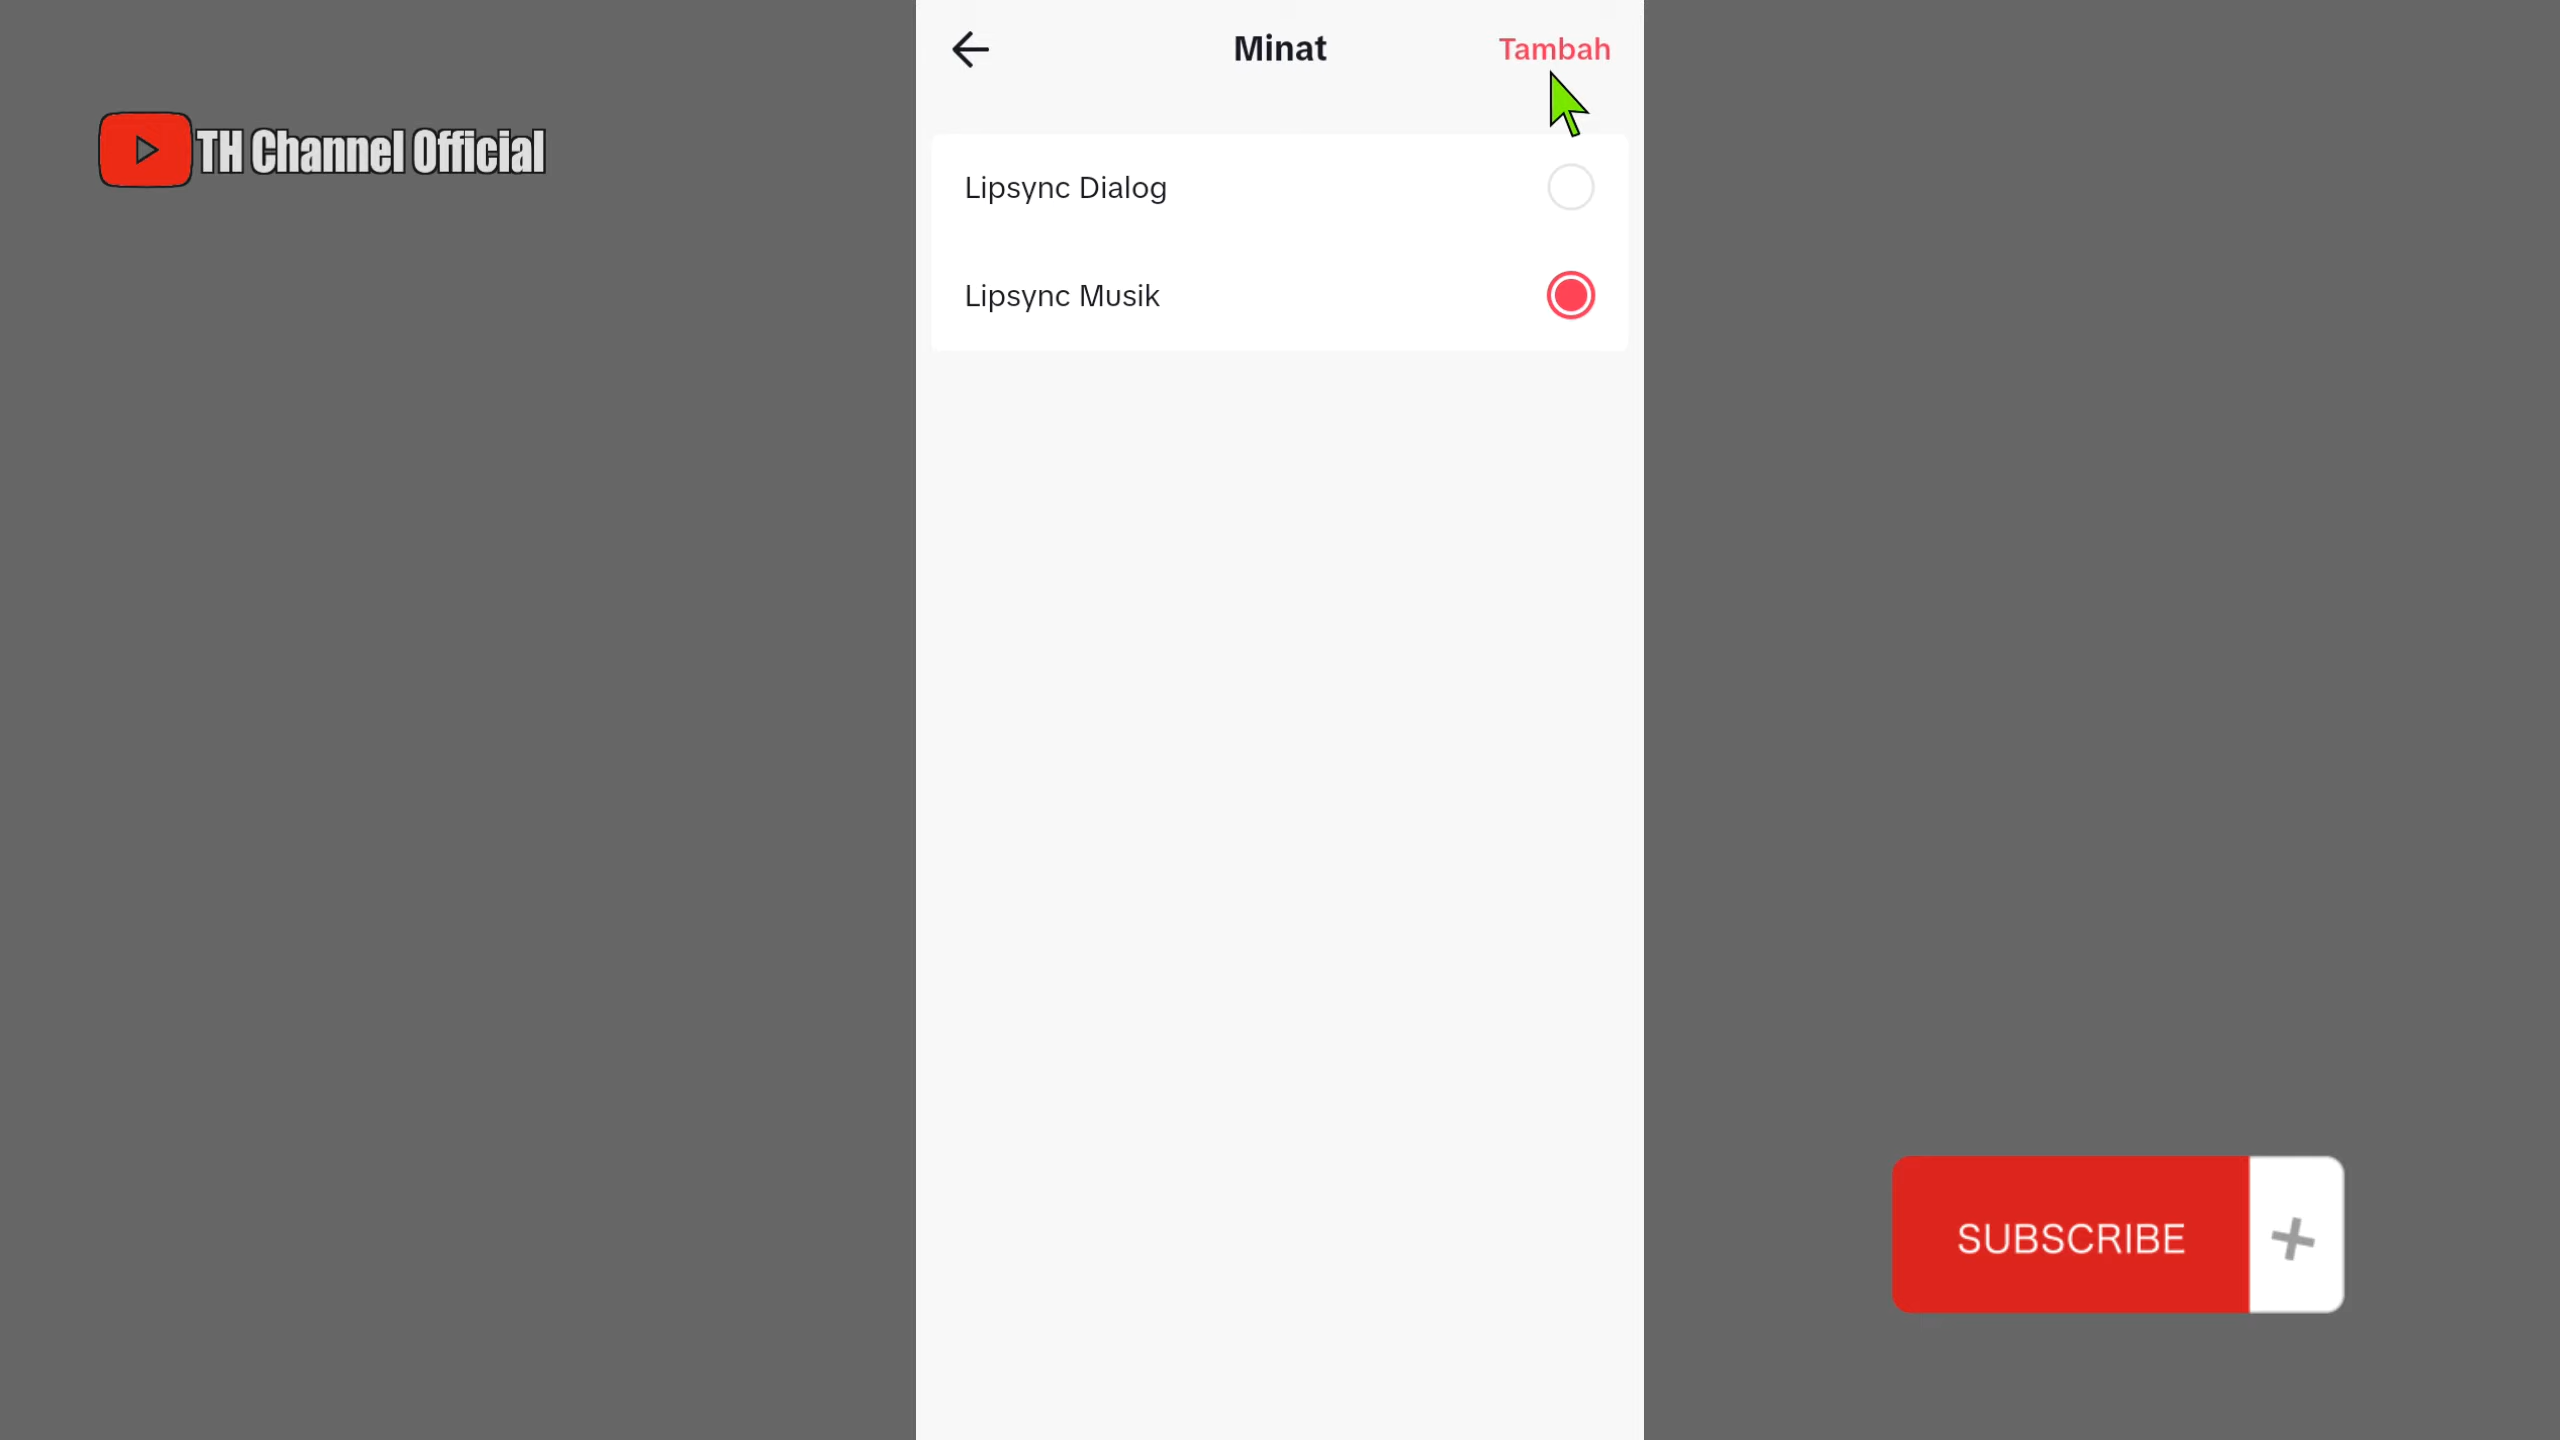 Minat
Tambah
TH Channel Official
Lipsync Dialog
Lipsync Musik
SUBSCRIBE